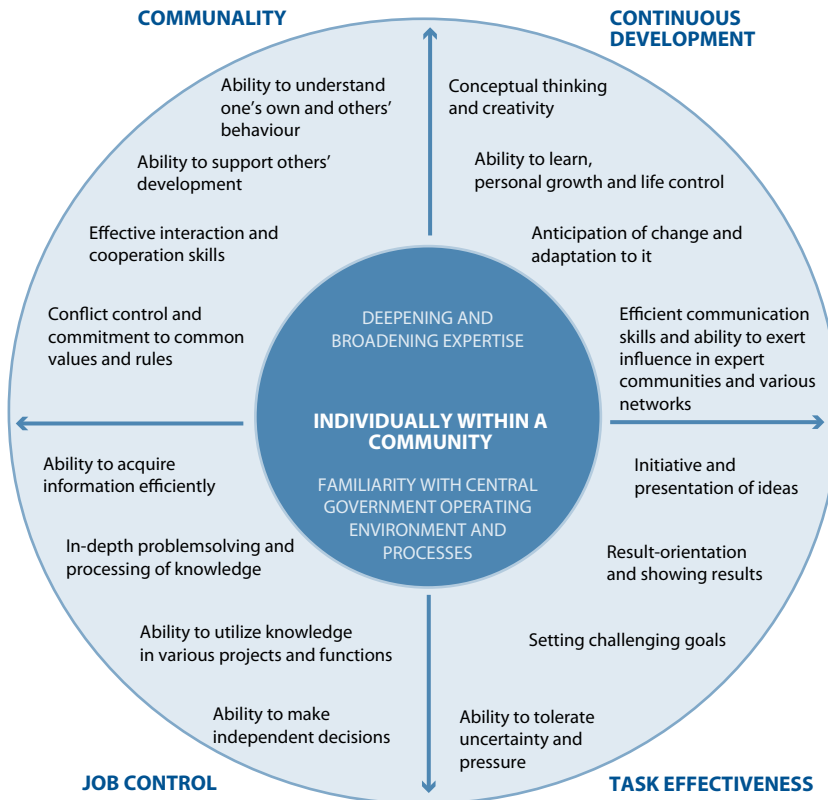 COMMUNALITY
Ability to understand
one's own and others'
behaviour
Ability to support others'
development
Effective interaction and
cooperation skills
Conflict control and
commitment to common
values and rules
CONTINUOUS
DEVELOPMENT
Conceptual thinking
and creativity
Ability to learn,
personal growth and life control
Anticipation of change and
adaptation to it
Efficient communication
skills and ability to exert
influence in expert
communities and various
networks
DEEPENING AND
BROADENING EXPERTISE
INDIVIDUALLY WITHIN A
COMMUNITY
FAMILIARITY WITH CENTRAL
GOVERNMENT OPERATING
ENVIRONMENT AND
PROCESSES
Ability to acquire
information efficiently
In-depth problemsolving and
processing of knowledge
Ability to utilize knowledge
in various projects and functions
Ability to make
independent decisions
JOB CONTROL
Initiative and
presentation of ideas
Result-orientation
and showing results
Setting challenging goals
Ability to tolerate
uncertainty and
pressure
TASK EFFECTIVENESS